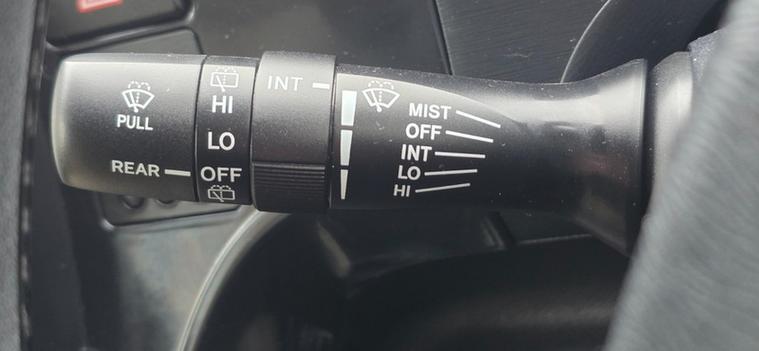 PULL
REAR
HI
LO
OFF
INT
MIST
OFF
INT
LO
HI